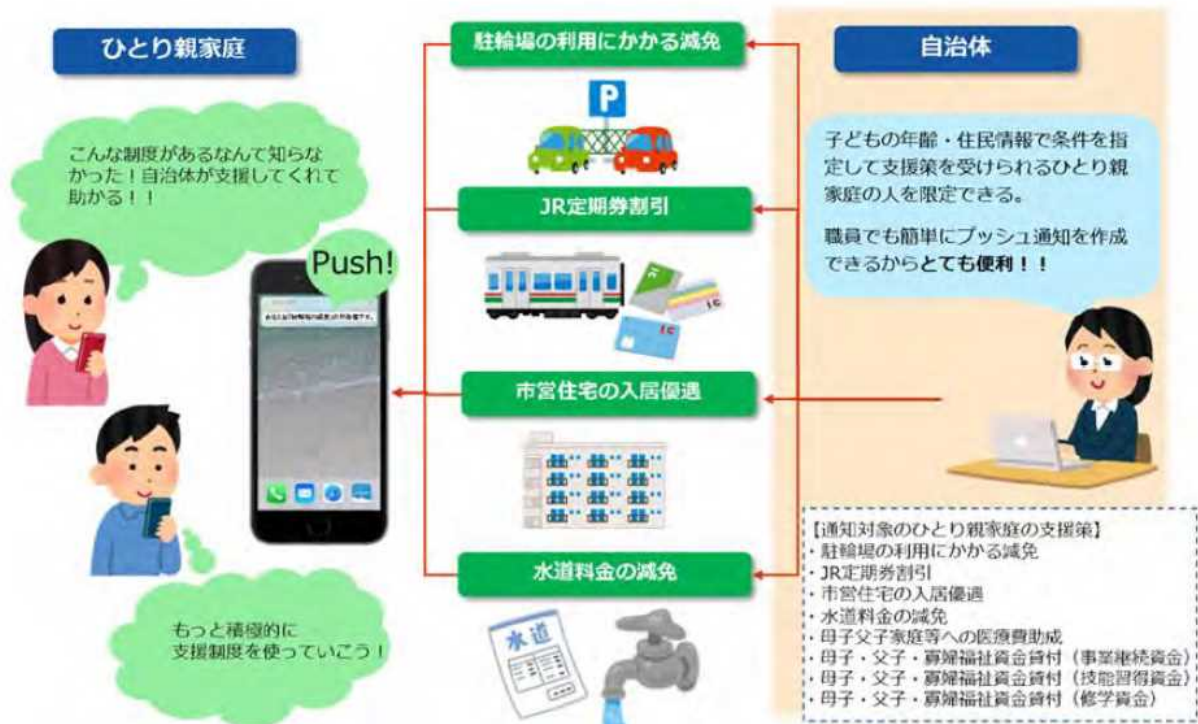 ひとり親家庭
こんな制度があるなんて知らな
かった！自治体が支援してくれて
助かる！！
Push!
もっと積極的に
支援制度を使っていこう！
駐輪場の利用にかかる減免
P
JR定期券割引
IC
IC
市営住宅の入居優遇
水道料金の減免
水道
自治体
子どもの年齢・住民情報で条件を指
定して支援策を受けられるひとり親
家庭の人を限定できる。
職員でも簡単にプッシュ通知を作成
できるからとても便利！！
【通知対象のひとり親家庭の支援策】
・駐輪場の利用にかかる減免
・JR定期券割引
・市営住宅の入居優遇
・水道料金の減免
・母子父子家庭等への医療費助成
・母子・父子・寡婦福祉資金貸付（事業継続資金）
・母子・父子・寡婦福祉資金貸付（技能習得資金）
・母子・父子・寡婦福祉資金貸付（修学資金）